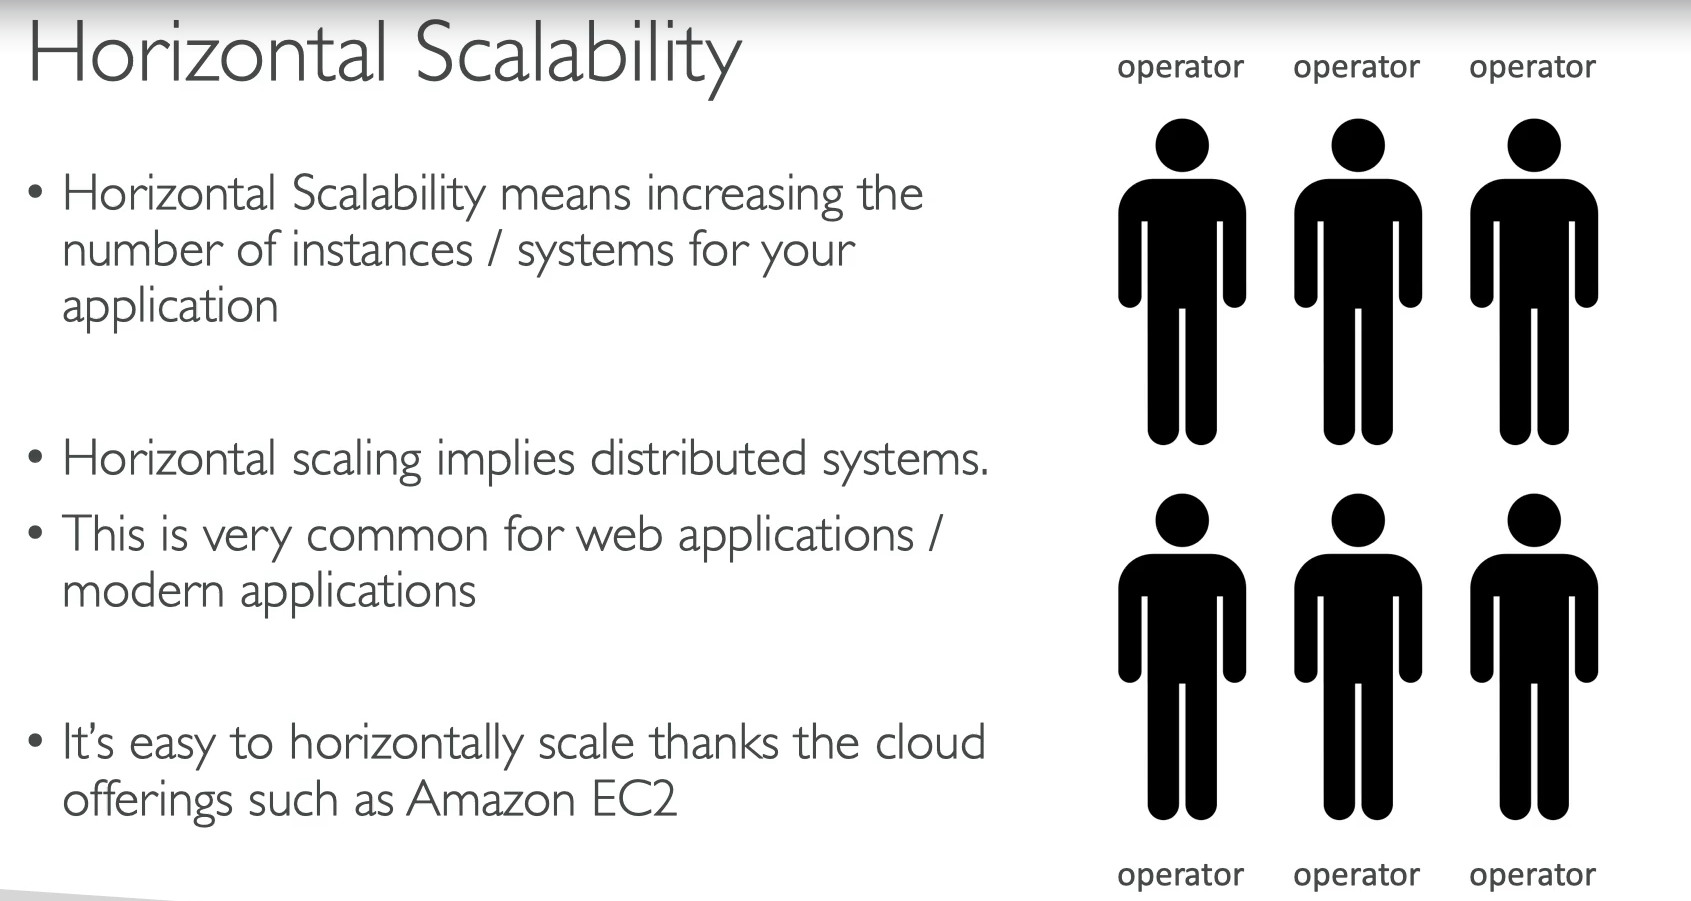 Horizontal Scalability
• Horizontal Scalability means increasing the
number of instances / systems for your
application
• Horizontal scaling implies distributed systems.
• This is very common for web applications /
modern applications
• It’s easy to horizontally scale thanks the cloud
offerings such as Amazon EC2
operator operator operator
operator operator operator